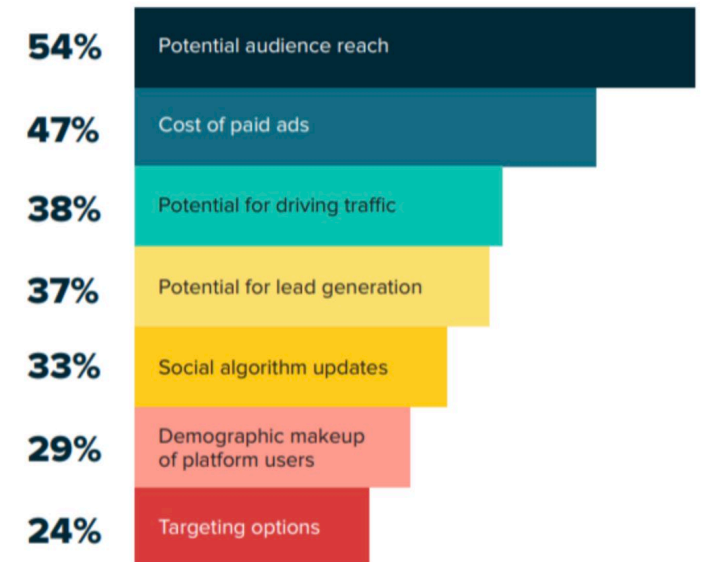 54% Potential audience reach
47% Cost of paid ads
38% Potential for driving traffic
37% Potential for lead generation
33% Social algorithm updates
29% Demographic makeup
of platform users
24% Targeting options